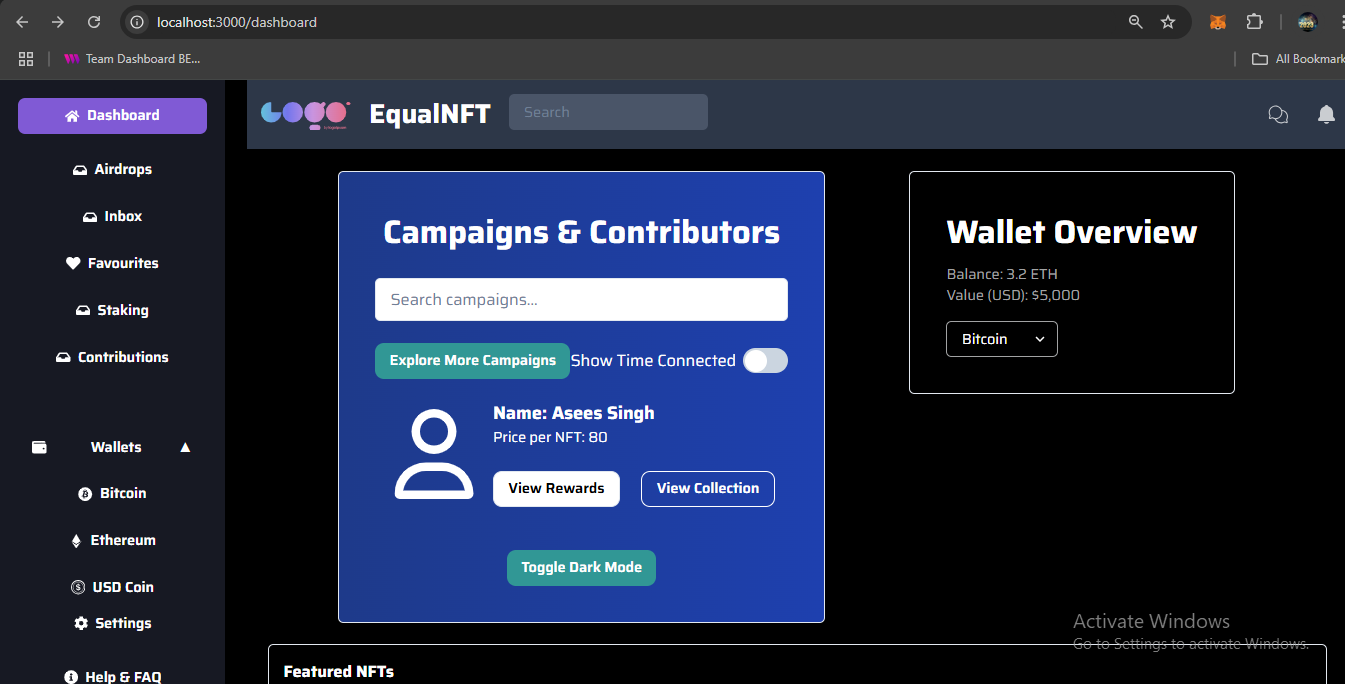 localhost:3000/dashboard
Team Dashboard BE...
All Bookmark
Dashboard
Airdrops
Inbox
Favourites
Staking
Contributions
Wallets ▲
Bitcoin
Ethereum
USD Coin
Settings
Help & FAQ
LOGO
EqualNFT
Search
Campaigns & Contributors
Search campaigns...
Explore More Campaigns Show Time Connected
Name: Asees Singh
Price per NFT: 80
View Rewards View Collection
Toggle Dark Mode
Wallet Overview
Balance: 3.2 ETH
Value (USD): $5,000
Bitcoin
Activate Windows
Go to Settings to activate Windows.
Featured NFTs